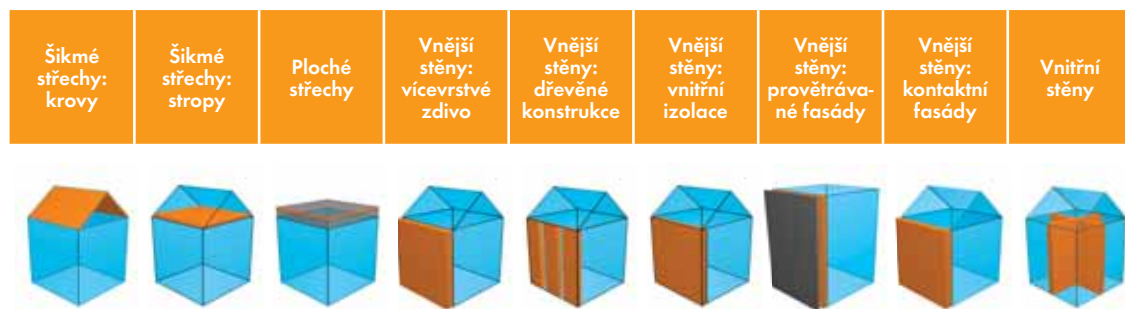 Šikmé
střechy:
krovy
Šikmé
střechy:
stropy
Ploché
střechy
Vnější
stěny:
vícevrstvé
zdivo
Vnější
stěny:
dřevěné
konstrukce
Vnější
stěny:
vnitřní
izolace
Vnější
stěny:
provětráva-
né fasády
Vnější
stěny:
kontaktní
fasády
Vnitřní
stěny